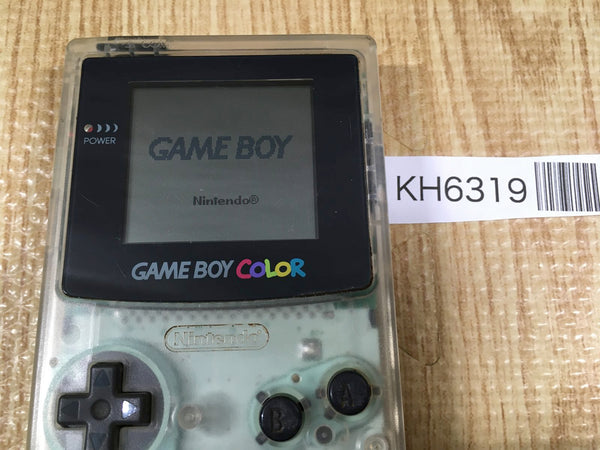 POWER
GAME BOY
Nintendo®
GAME BOY COLOR
Nintendo
B
A
KH6319